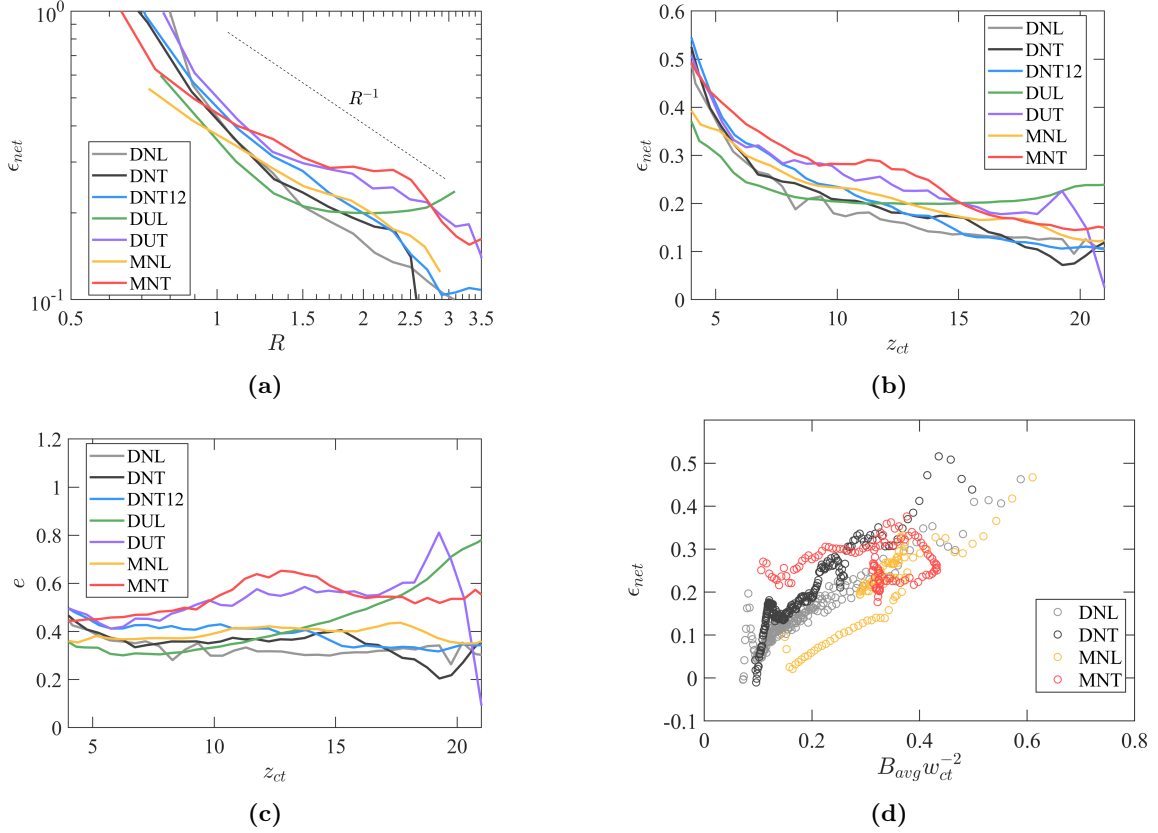 10^0
ϵ_net
10^-1
R^-1
DNL
DNT
DNT12
DUL
DUT
MNL
MNT
0.5 1 1.5 2 2.5 3 3.5
R
(a)
0.6
0.5
0.4
0.3
0.2
0.1
0
ϵ_net
DNL
DNT
DNT12
DUL
DUT
MNL
MNT
5 10 15 20
z_ct
(b)
1.2
1
0.8
0.6
0.4
0.2
0
e
DNL
DNT
DNT12
DUL
DUT
MNL
MNT
5 10 15 20
z_ct
(c)
0.5
0.4
0.3
0.2
0.1
0
-0.1
ϵ_net
DNL
DNT
MNL
MNT
0 0.2 0.4 0.6 0.8
B_avg w_ct^-2
(d)